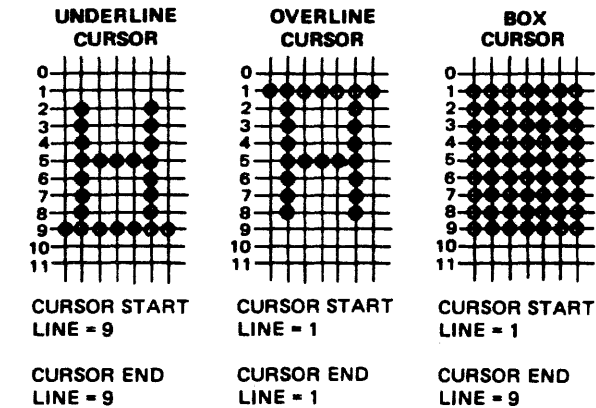 UNDERLINE
CURSOR
0
1
2
3
4
5
6
7
8
9
10
11
CURSOR START
LINE = 9
CURSOR END
LINE = 9
OVERLINE
CURSOR
0
1
2
3
4
5
6
7
8
9
10
11
CURSOR START
LINE = 1
CURSOR END
LINE = 1
BOX
CURSOR
0
1
2
3
4
5
6
7
8
9
10
11
CURSOR START
LINE = 1
CURSOR END
LINE = 9